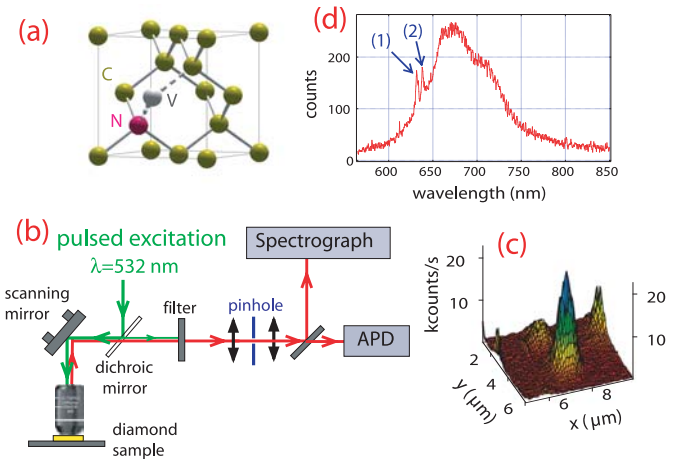 (a)
C
V
N
(d)
(1)
(2)
counts
200
100
0
600
650
700
750
800
850
wavelength (nm)
(b)
pulsed excitation
λ=532 nm
scanning
mirror
dichroic
mirror
filter
pinhole
Spectrograph
APD
diamond
sample
(c)
kcounts/s
20
10
20
10
2
4
6
y (μm)
6
8
x (μm)